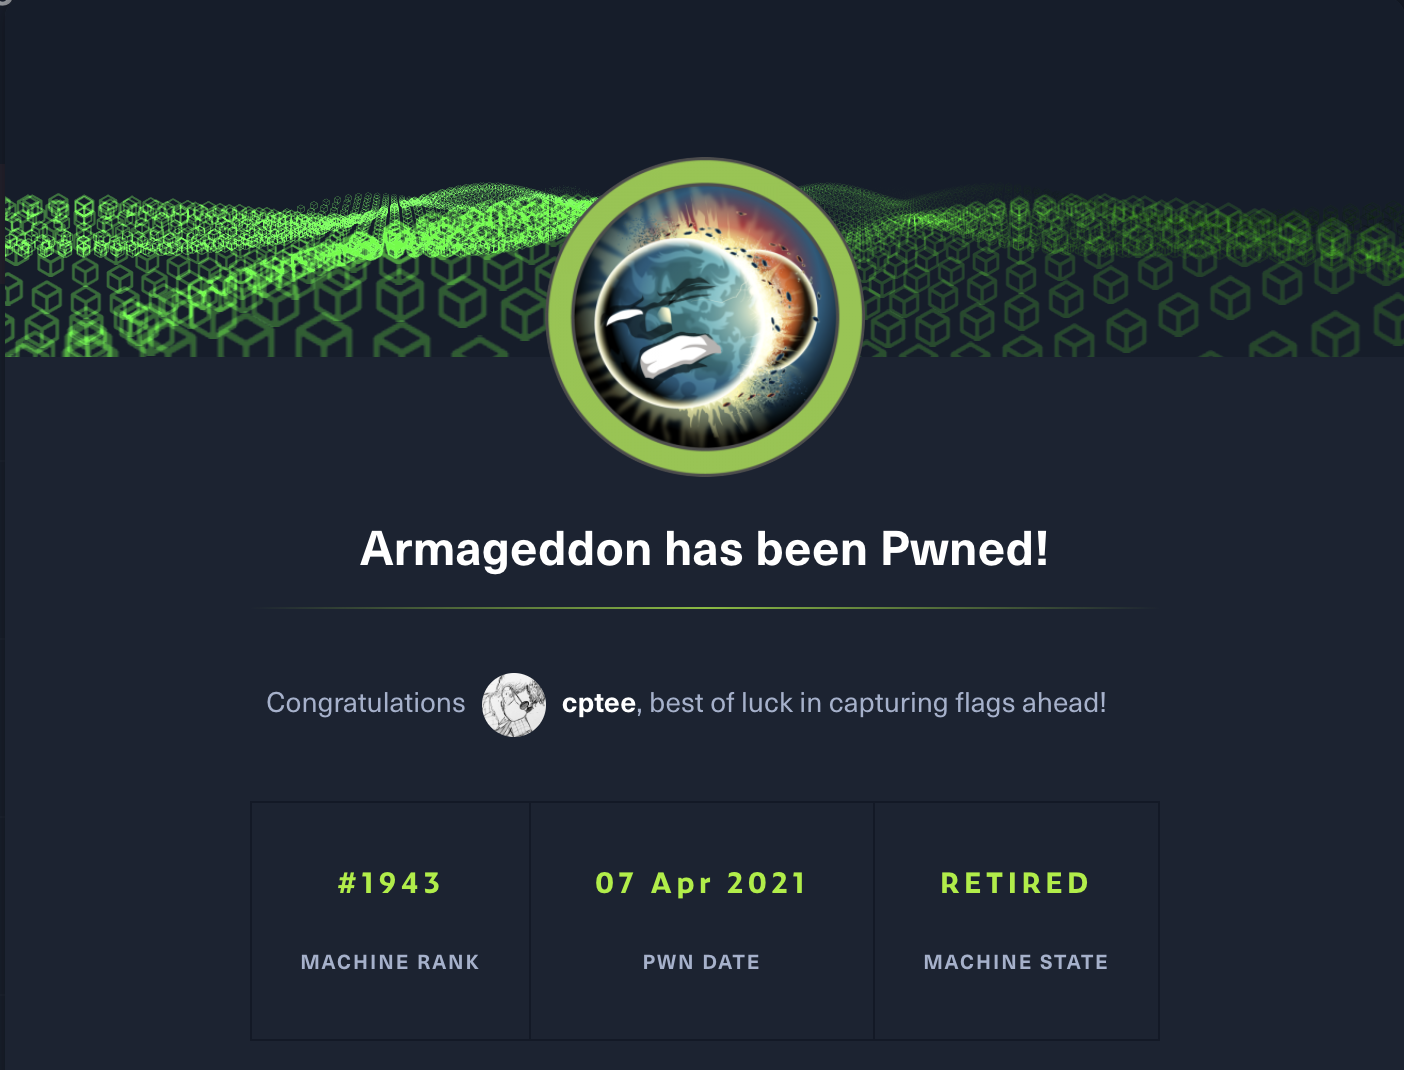 Armageddon has been Pwned!
Congratulations cptee, best of luck in capturing flags ahead!
#1943 07 Apr 2021 RETIRED
MACHINE RANK PWN DATE MACHINE STATE